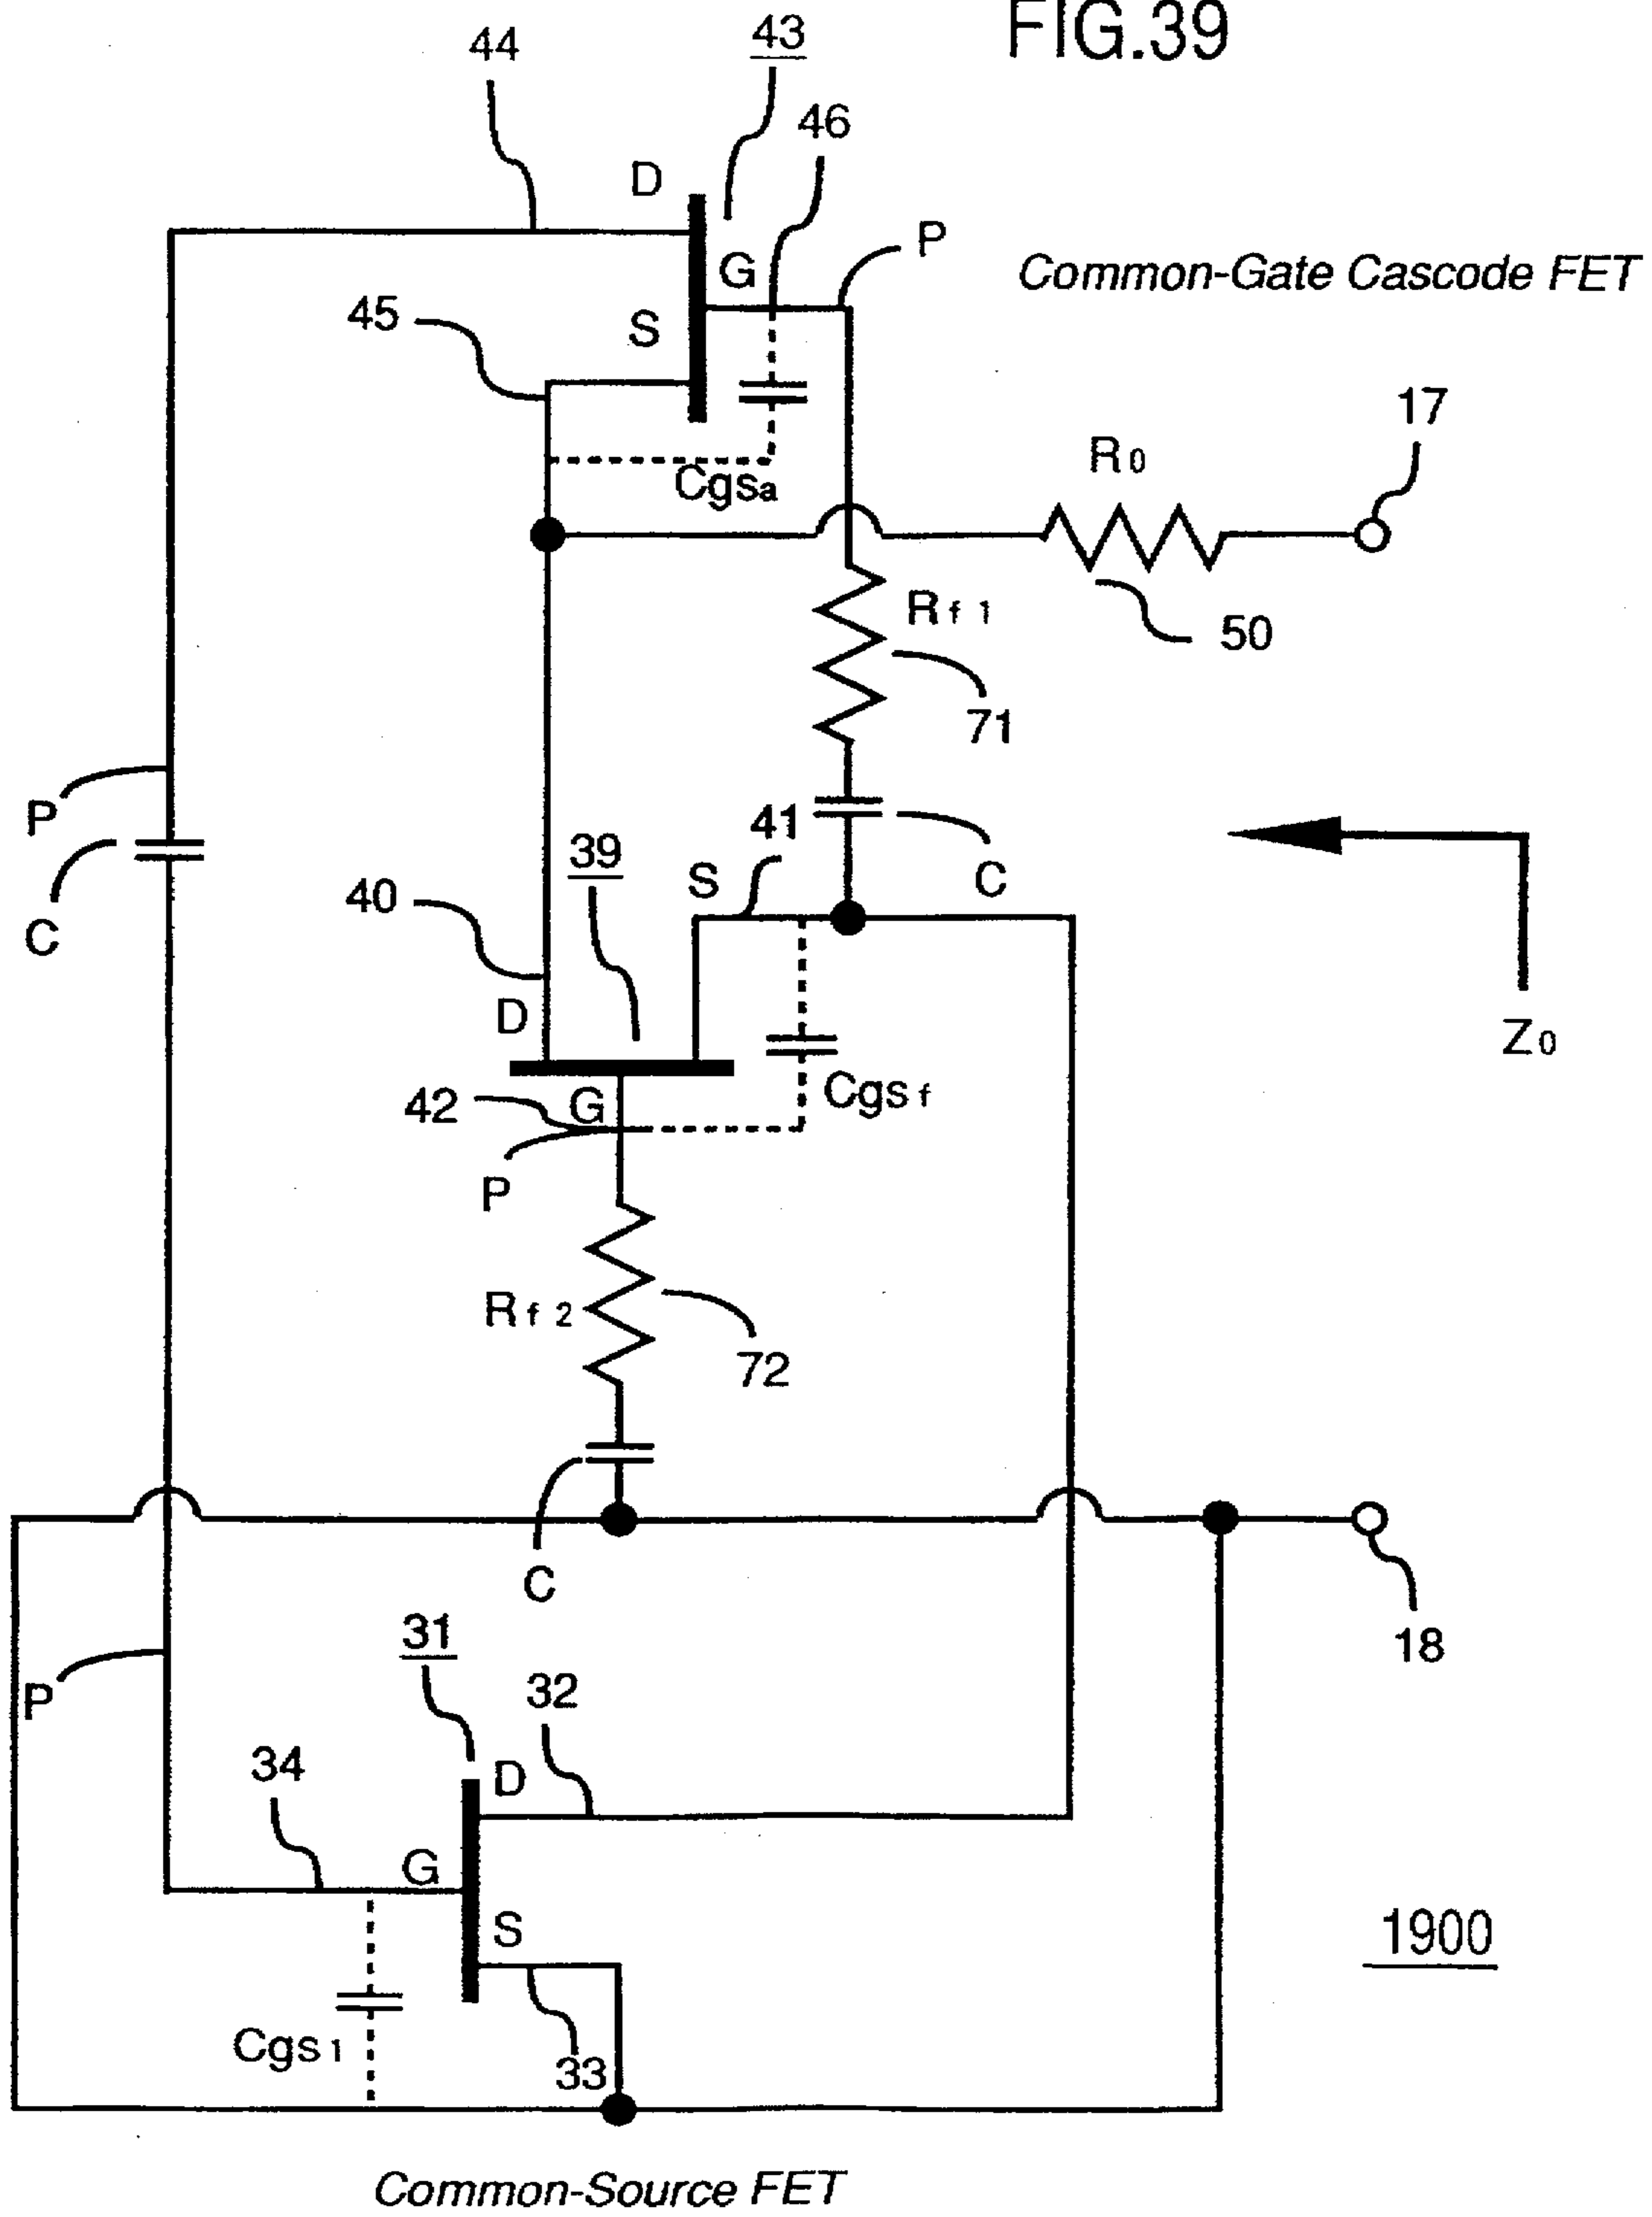 FIG.39
44
43
46
D
G
P
Common-Gate Cascode FET
45
S
17
Cgsa
R0
50
Rf1
71
P
C
41
39
S
C
40
D
Z0
Cgsf
42
G
P
Rf2
72
C
18
31
32
P
D
34
G
S
1900
Cgs1
33
Common-Source FET